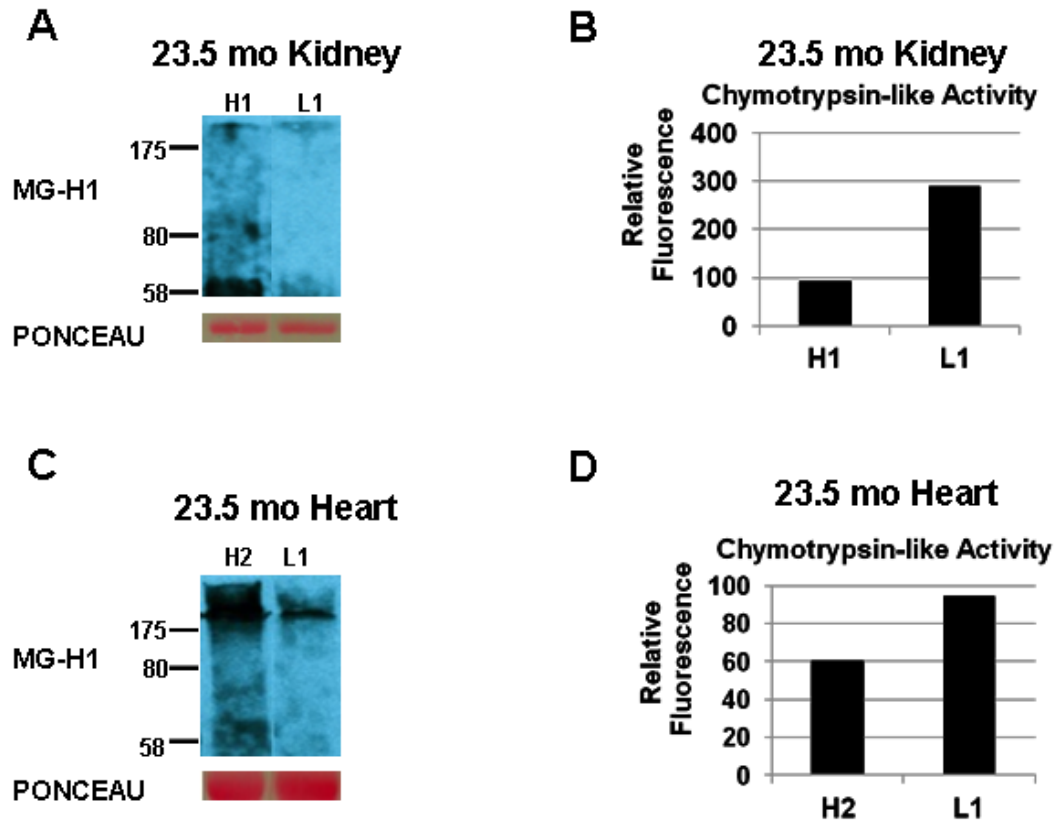 A
23.5 mo Kidney
H1 L1
175
MG-H1
80
58
PONCEAU
B
23.5 mo Kidney
Chymotrypsin-like Activity
Relative
Fluorescence
400
300
200
100
0
H1 L1
C
23.5 mo Heart
H2 L1
175
MG-H1
80
58
PONCEAU
D
23.5 mo Heart
Chymotrypsin-like Activity
Relative
Fluorescence
100
80
60
40
20
0
H2 L1